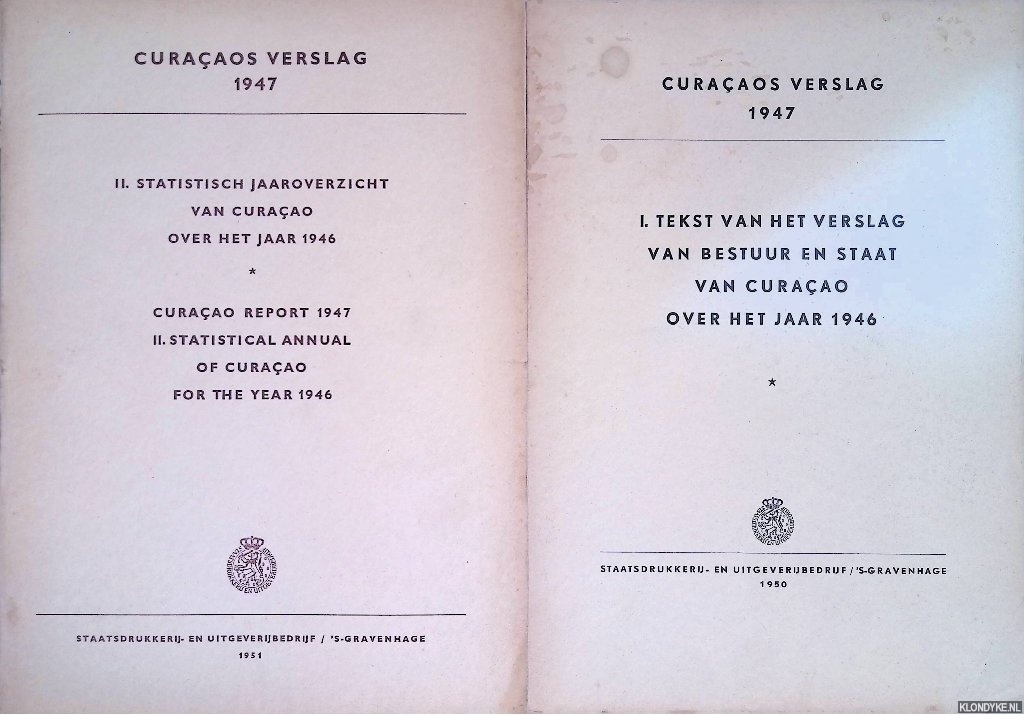 CURAÇAOS VERSLAG
1947
II. STATISTISCH JAAROVERZICHT
VAN CURAÇAO
OVER HET JAAR 1946
*
CURAÇAO REPORT 1947
II. STATISTICAL ANNUAL
OF CURAÇAO
FOR THE YEAR 1946
STAATSDRUKKERIJ- EN UITGEVERIJBEDRIJF / 'S-GRAVENHAGE
1951
CURAÇAOS VERSLAG
1947
I. TEKST VAN HET VERSLAG
VAN BESTUUR EN STAAT
VAN CURAÇAO
OVER HET JAAR 1946
*
STAATSDRUKKERIJ- EN UITGEVERIJBEDRIJF / 'S-GRAVENHAGE
1950
KLONDYKE.NL